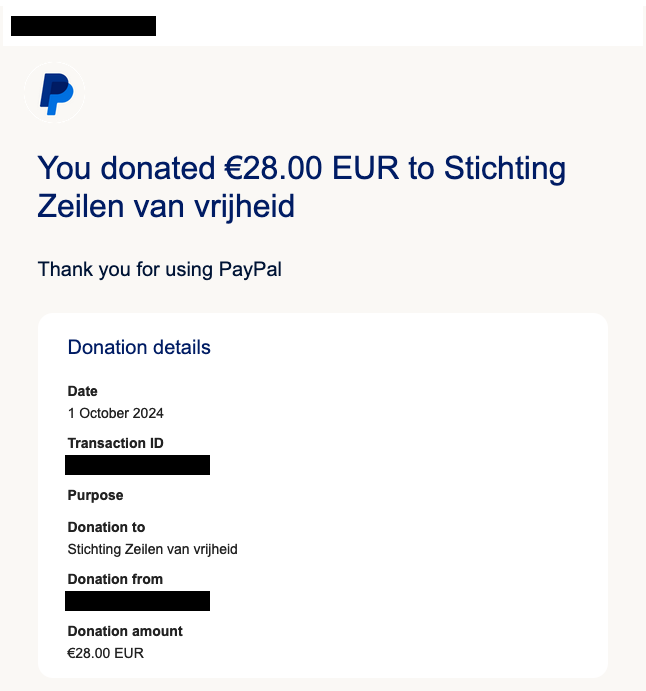 You donated €28.00 EUR to Stichting
Zeilen van vrijheid
Thank you for using PayPal
Donation details
Date
1 October 2024
Transaction ID
Purpose
Donation to
Stichting Zeilen van vrijheid
Donation from
Donation amount
€28.00 EUR